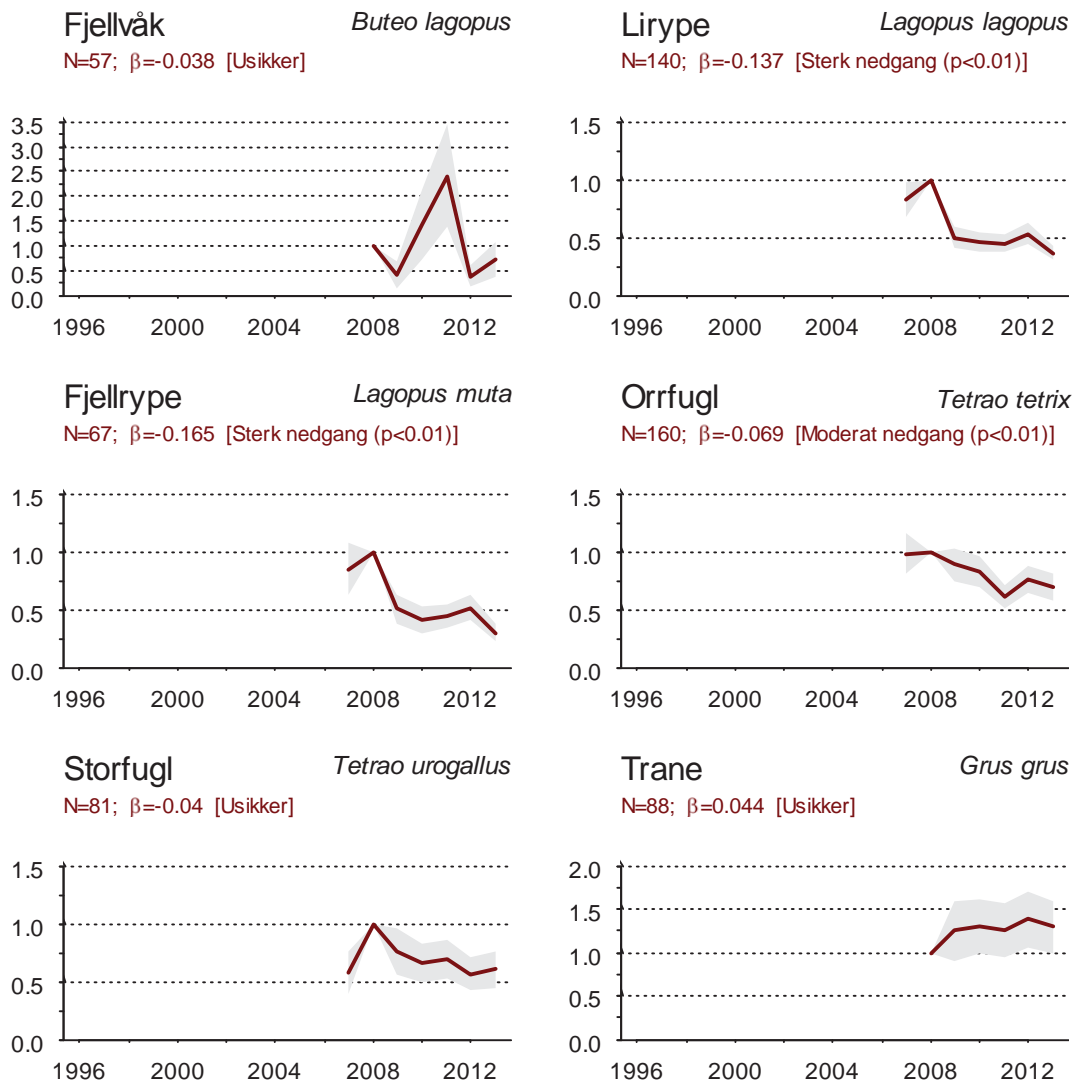 Fjellvåk Buteo lagopus
N=57; β=-0.038 [Usikker]
3.5
3.0
2.5
2.0
1.5
1.0
0.5
0.0
1996 2000 2004 2008 2012
Lirype Lagopus lagopus
N=140; β=-0.137 [Sterk nedgang (p<0.01)]
1.5
1.0
0.5
0.0
1996 2000 2004 2008 2012
Fjellrype Lagopus muta
N=67; β=-0.165 [Sterk nedgang (p<0.01)]
1.5
1.0
0.5
0.0
1996 2000 2004 2008 2012
Orrfugl Tetrao tetrix
N=160; β=-0.069 [Moderat nedgang (p<0.01)]
1.5
1.0
0.5
0.0
1996 2000 2004 2008 2012
Storfugl Tetrao urogallus
N=81; β=-0.04 [Usikker]
1.5
1.0
0.5
0.0
1996 2000 2004 2008 2012
Trane Grus grus
N=88; β=0.044 [Usikker]
2.0
1.5
1.0
0.5
0.0
1996 2000 2004 2008 2012